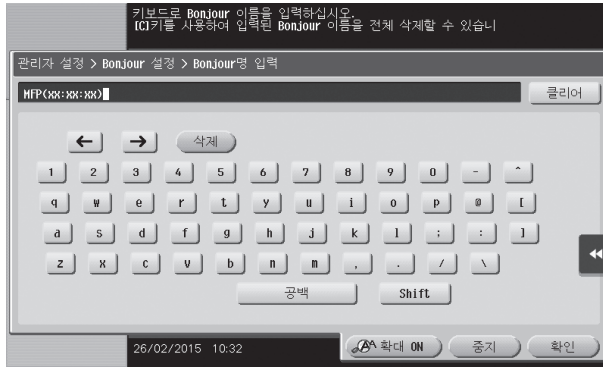 키보드로 Bonjour 이름을 입력하십시오.
[C]키를 사용하여 입력된 Bonjour 이름을 전체 삭제할 수 있습니
관리자 설정 > Bonjour 설정 > Bonjour명 입력
MFP(xx:xx:xx)
클리어
← → 삭제
1 2 3 4 5 6 7 8 9 0 - ^
q w e r t y u i o p @ [
a s d f g h j k l ; : ]
z x c v b n m , . / \
공백 Shift
26/02/2015 10:32
확대 ON 중지 확인